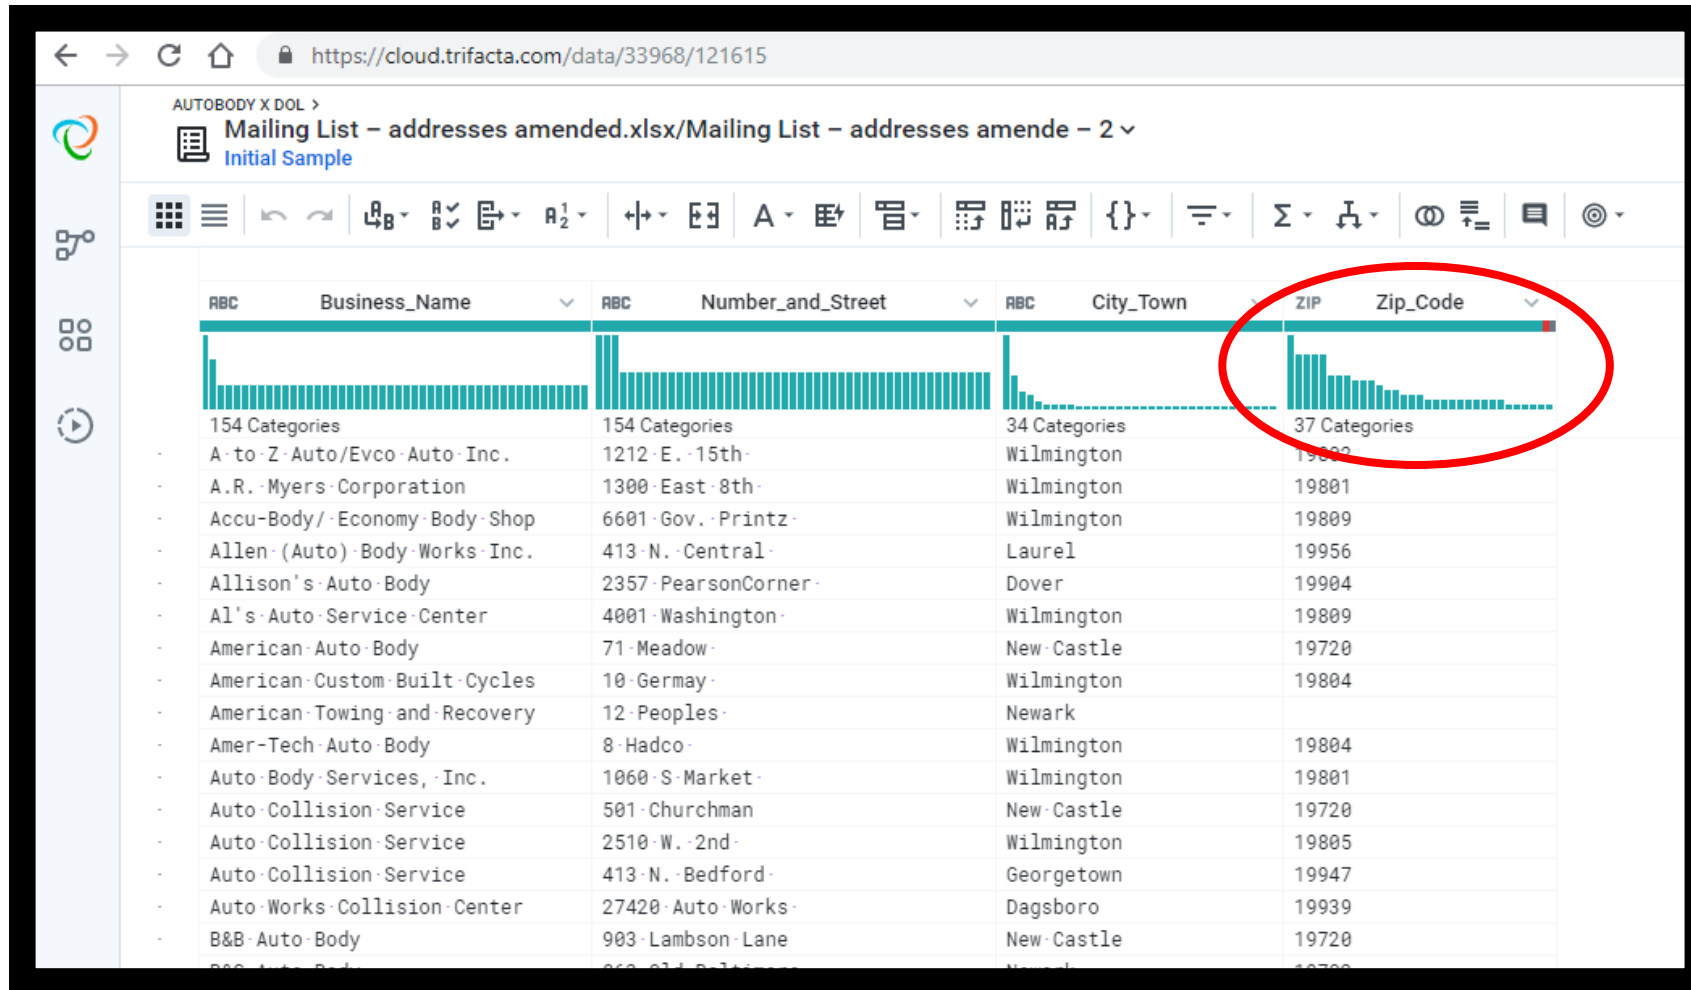 https://cloud.trifacta.com/data/33968/121615
AUTOBODY X DOL >
Mailing List – addresses amended.xlsx/Mailing List – addresses amende – 2
Initial Sample
ABC Business_Name ABC Number_and_Street ABC City_Town ZIP Zip_Code
154 Categories 154 Categories 34 Categories 37 Categories
A to Z Auto/Evco Auto Inc. 1212 E. 15th Wilmington 19802
A.R. Myers Corporation 1300 East 8th Wilmington 19801
Accu-Body/ Economy Body Shop 6601 Gov. Printz Wilmington 19809
Allen (Auto) Body Works Inc. 413 N. Central Laurel 19956
Allison's Auto Body 2357 PearsonCorner Dover 19904
Al's Auto Service Center 4001 Washington Wilmington 19809
American Auto Body 71 Meadow New Castle 19720
American Custom Built Cycles 10 Germay Wilmington 19804
American Towing and Recovery 12 Peoples Newark
Amer-Tech Auto Body 8 Hadco Wilmington 19804
Auto Body Services, Inc. 1060 S Market Wilmington 19801
Auto Collision Service 501 Churchman New Castle 19720
Auto Collision Service 2510 W. 2nd Wilmington 19805
Auto Collision Service 413 N. Bedford Georgetown 19947
Auto Works Collision Center 27420 Auto Works Dagsboro 19939
B&B Auto Body 903 Lambson Lane New Castle 19720